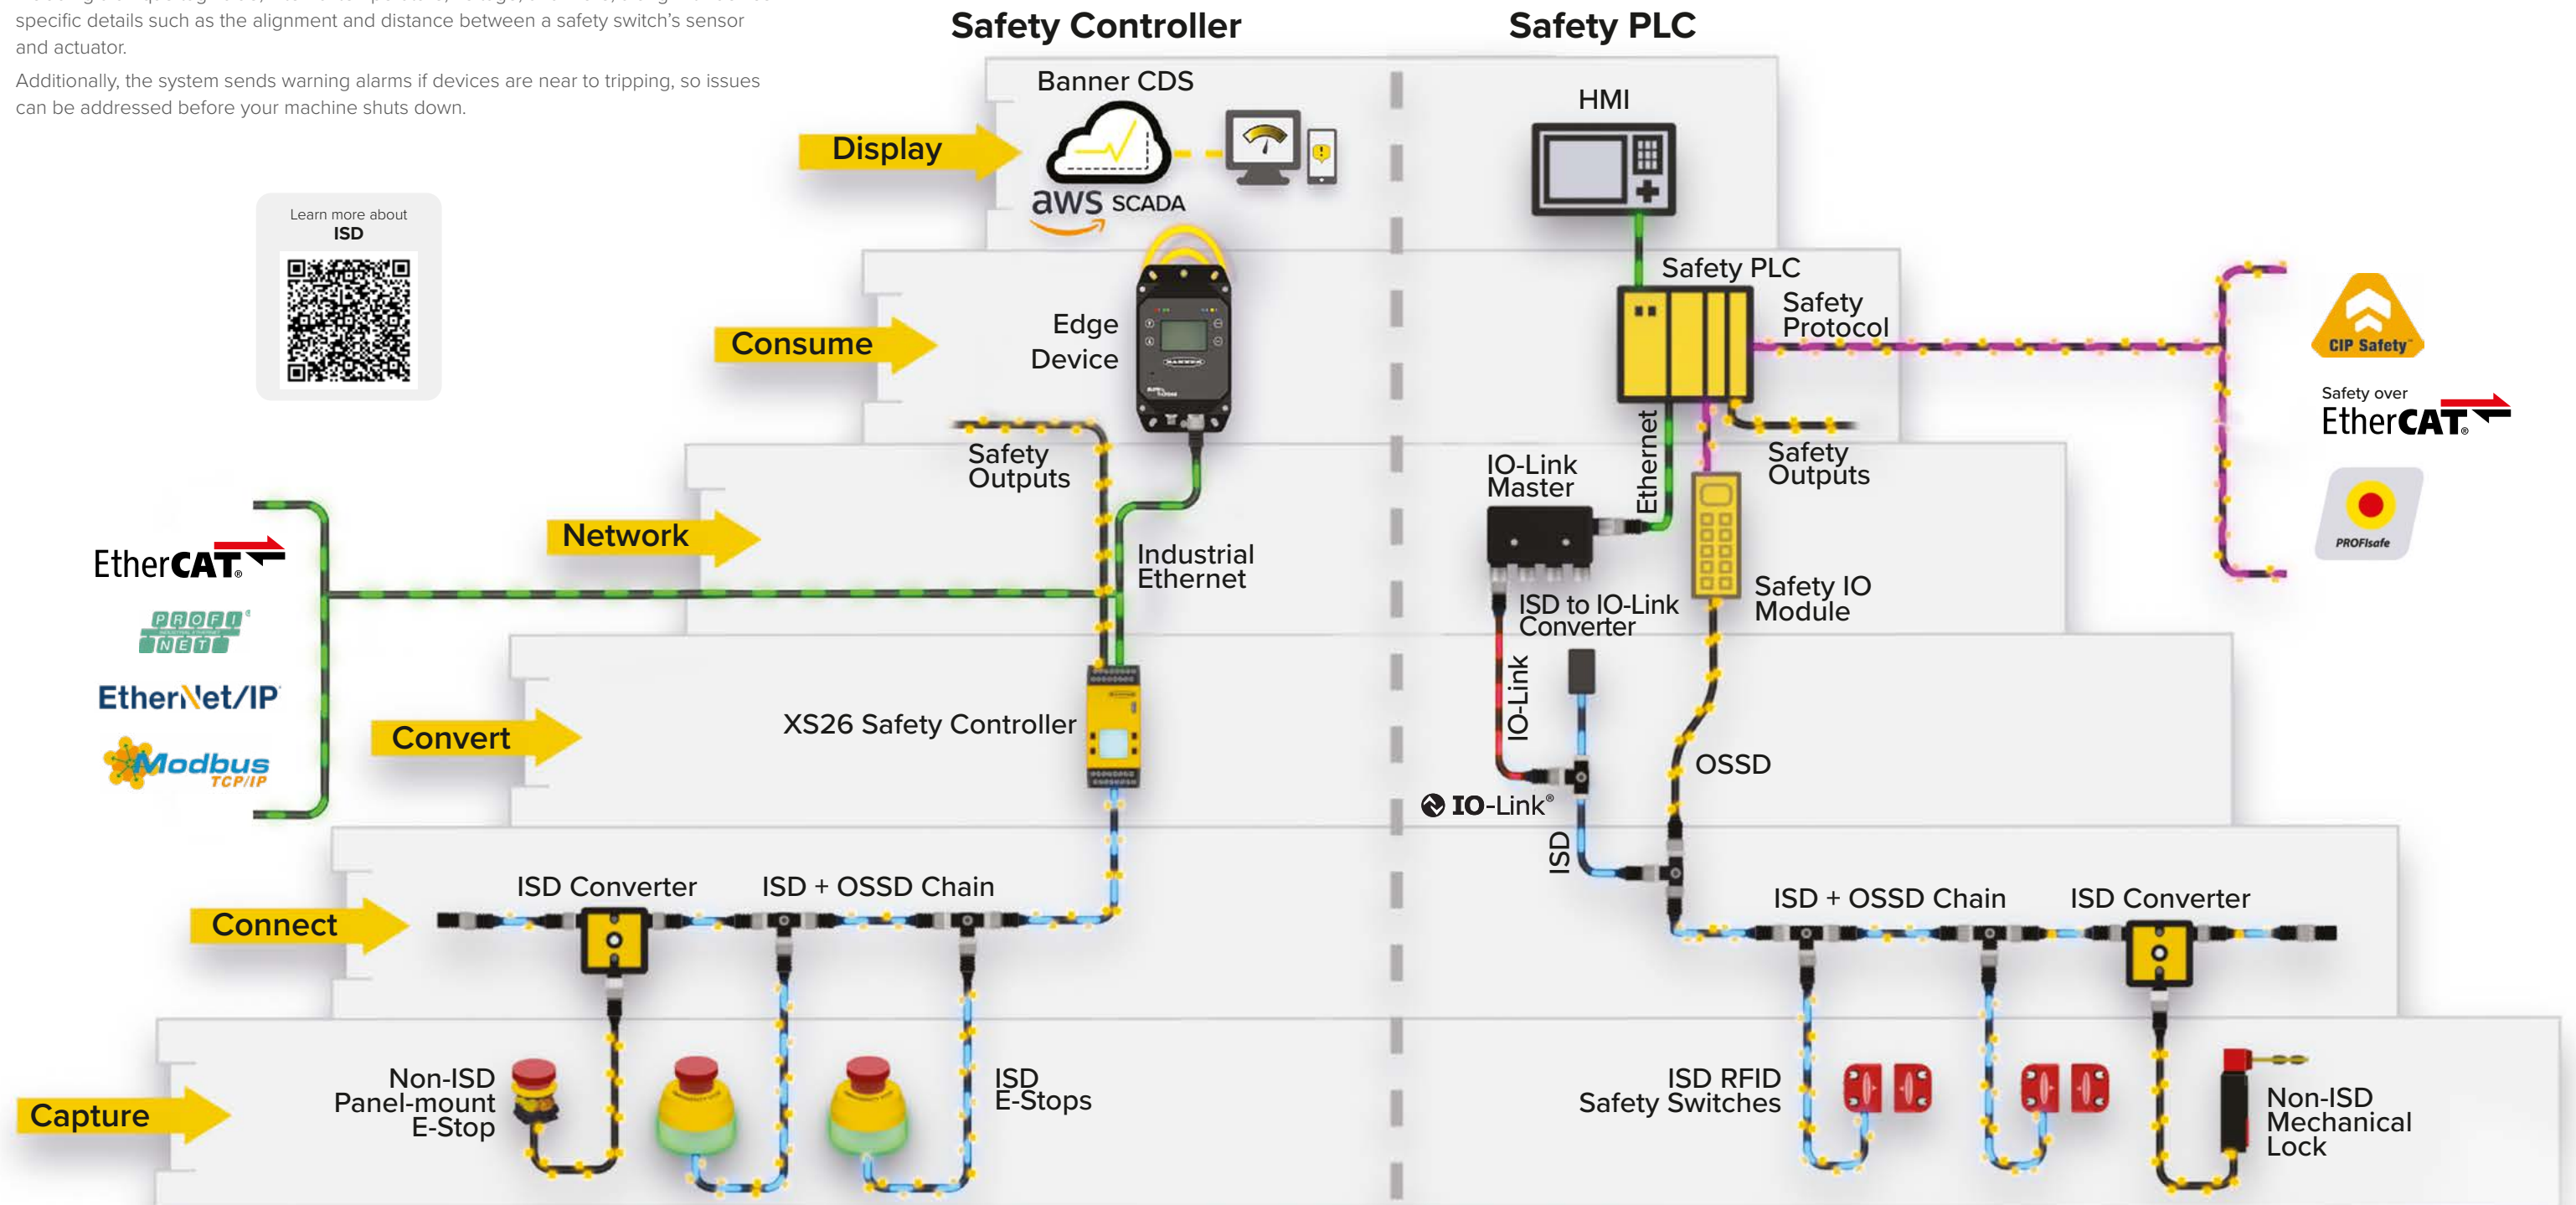 specific details such as the alignment and distance between a safety switch's sensor
and actuator.
Additionally, the system sends warning alarms if devices are near to tripping, so issues
can be addressed before your machine shuts down.
Learn more about
ISD
Safety Controller
Safety PLC
Display
Banner CDS
aws SCADA
HMI
Consume
Edge
Device
BANNER
Safety PLC
Safety
Protocol
CIP Safety™
Safety over
EtherCAT®
PROFIsafe
Network
Safety
Outputs
Industrial
Ethernet
IO-Link
Master
Ethernet
Safety
Outputs
Safety IO
Module
ISD to IO-Link
Converter
EtherCAT®
PROFI®
INDUSTRIAL ETHERNET
NET
EtherNet/IP
Modbus
TCP/IP
Convert
XS26 Safety Controller
IO-Link
OSSD
IO-Link®
ISD
Connect
ISD Converter
ISD + OSSD Chain
ISD + OSSD Chain
ISD Converter
Capture
Non-ISD
Panel-mount
E-Stop
ISD
E-Stops
ISD RFID
Safety Switches
Non-ISD
Mechanical
Lock